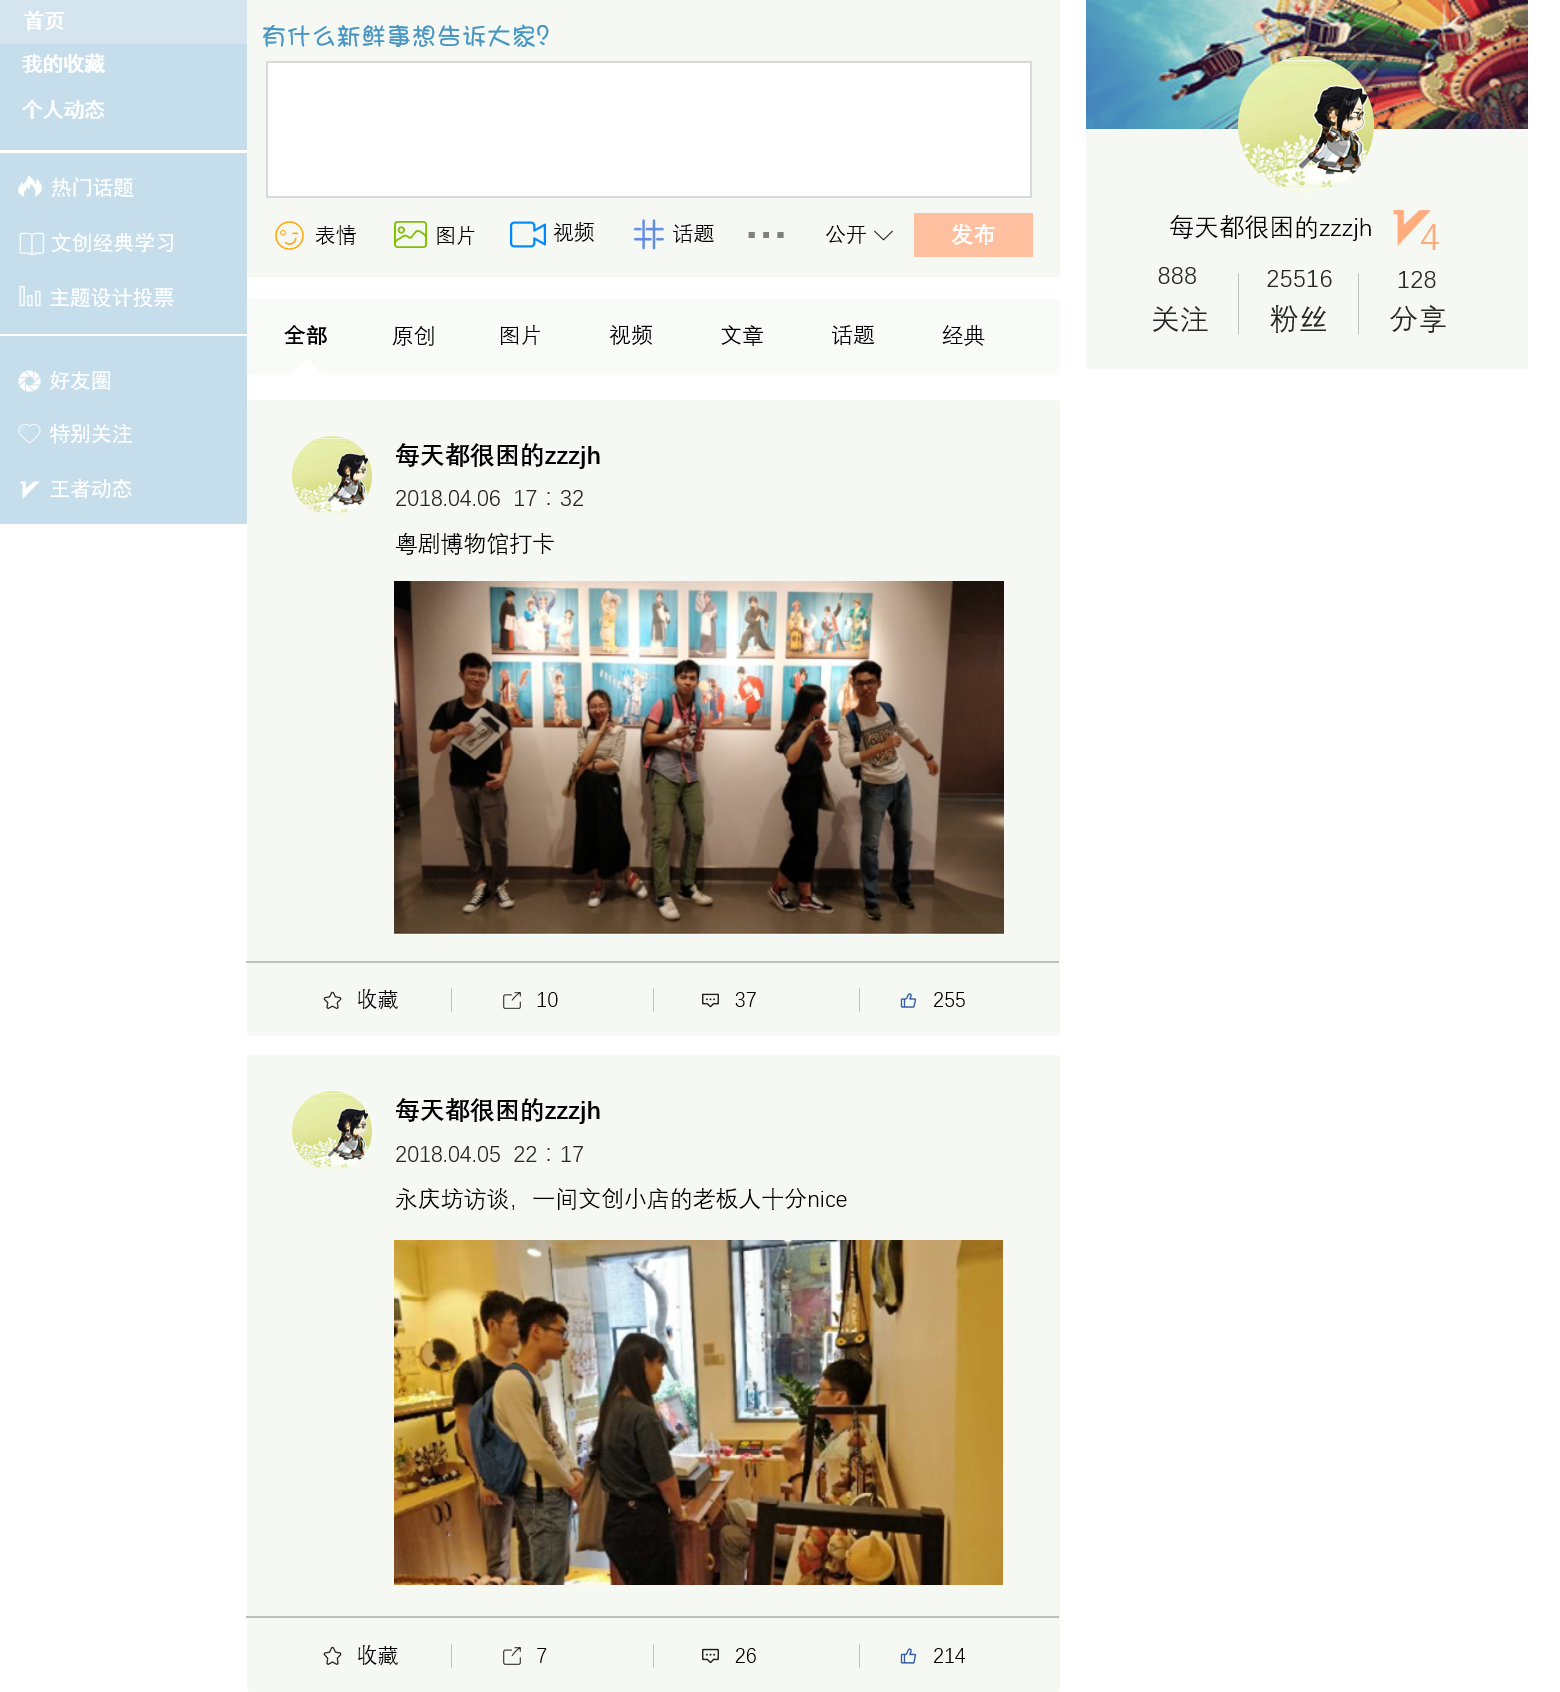 首页
我的收藏
个人动态
热门话题
文创经典学习
主题设计投票
好友圈
特别关注
王者动态
有什么新鲜事想告诉大家?
表情 图片 视频 话题 公开 发布
全部 原创 图片 视频 文章 话题 经典
每天都很困的zzzjh
2018.04.06 17：32
粤剧博物馆打卡
收藏 10 37 255
每天都很困的zzzjh
2018.04.05 22：17
永庆坊访谈，一间文创小店的老板人十分nice
收藏 7 26 214
每天都很困的zzzjh V4
888 25516 128
关注 粉丝 分享